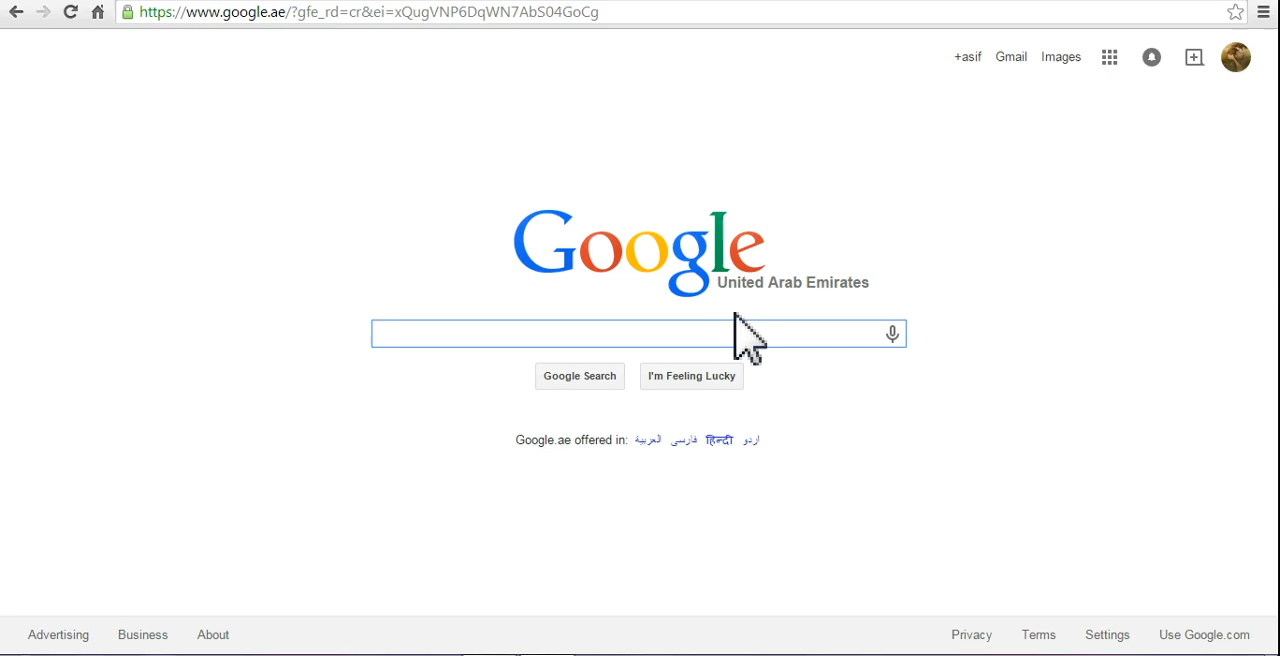 https://www.google.ae/?gfe_rd=cr&ei=xQugVNP6DqWN7AbS04GoCg
+asif Gmail Images
Google
United Arab Emirates
Google Search I'm Feeling Lucky
Google.ae offered in: العربية فارسی हिन्दी اردو
Advertising Business About Privacy Terms Settings Use Google.com